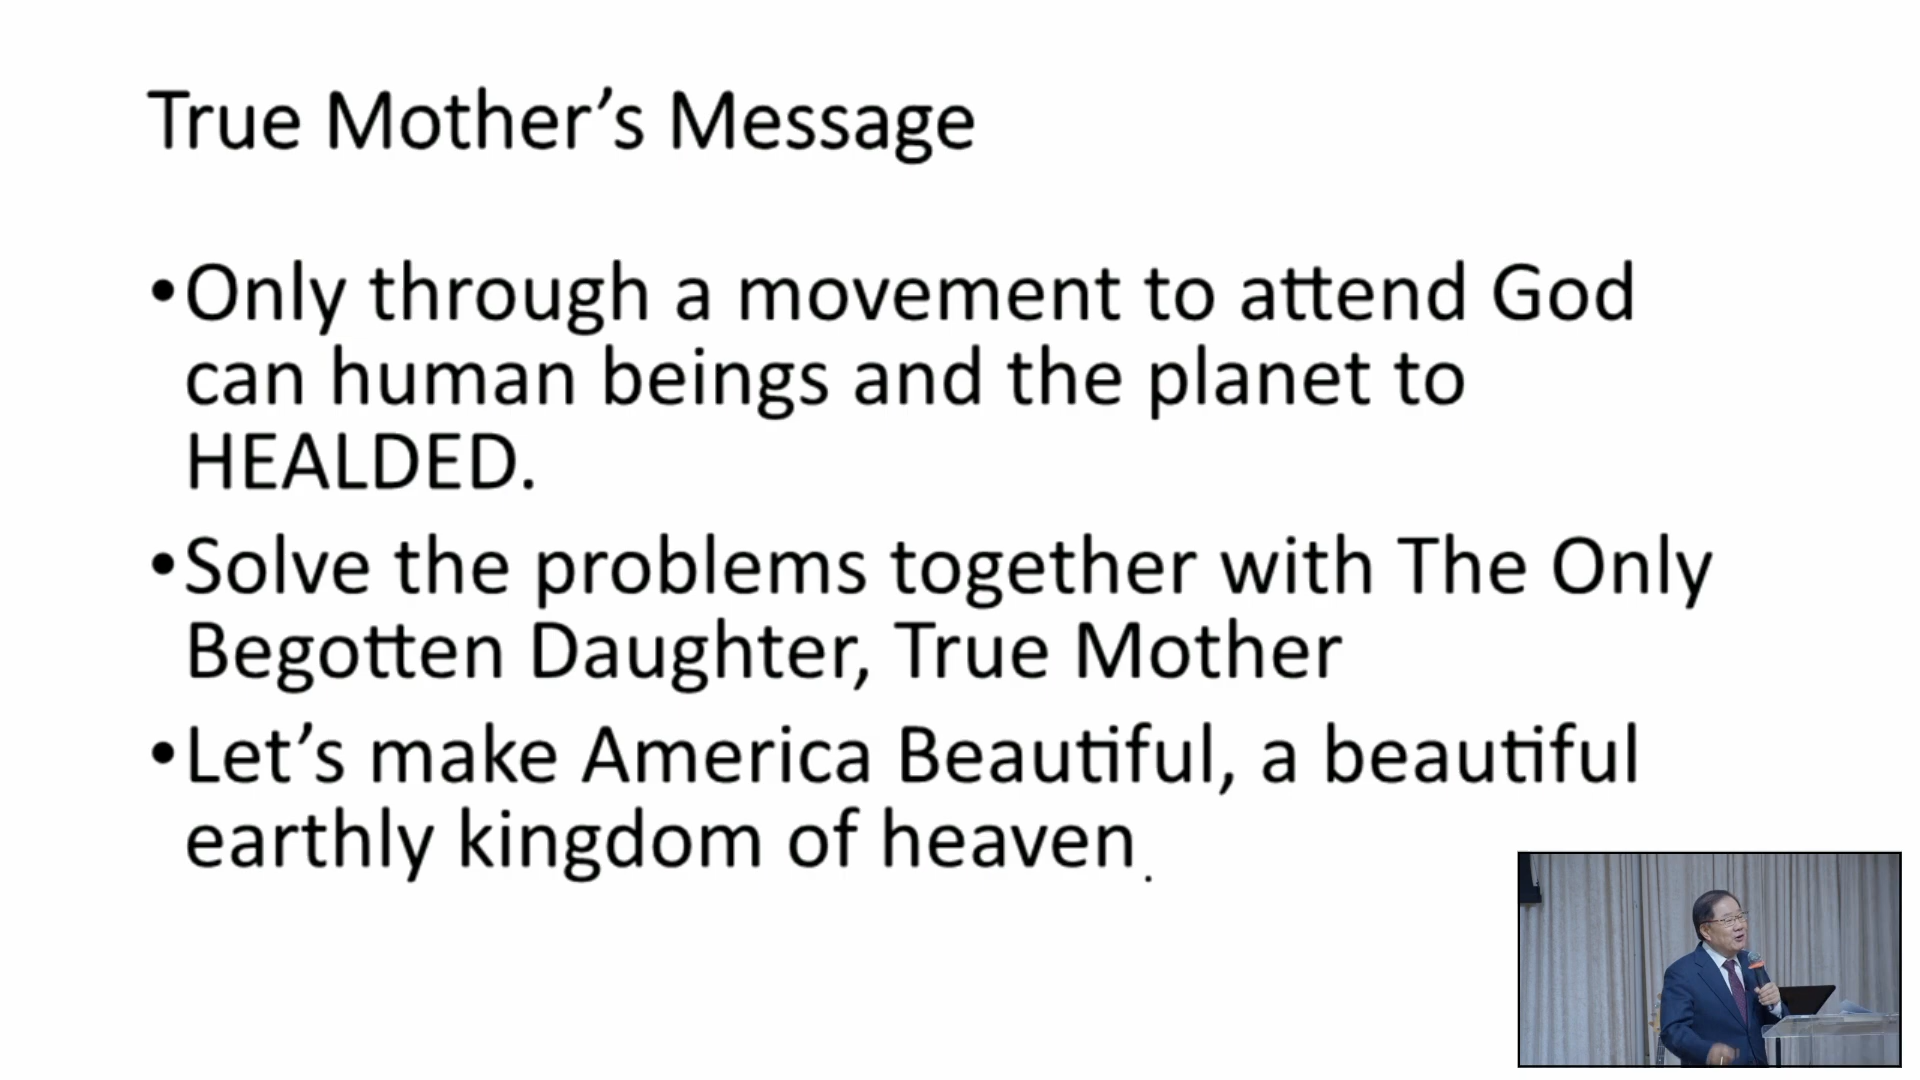 True Mother’s Message
•Only through a movement to attend God
can human beings and the planet to
HEALDED.
•Solve the problems together with The Only
Begotten Daughter, True Mother
•Let’s make America Beautiful, a beautiful
earthly kingdom of heaven.